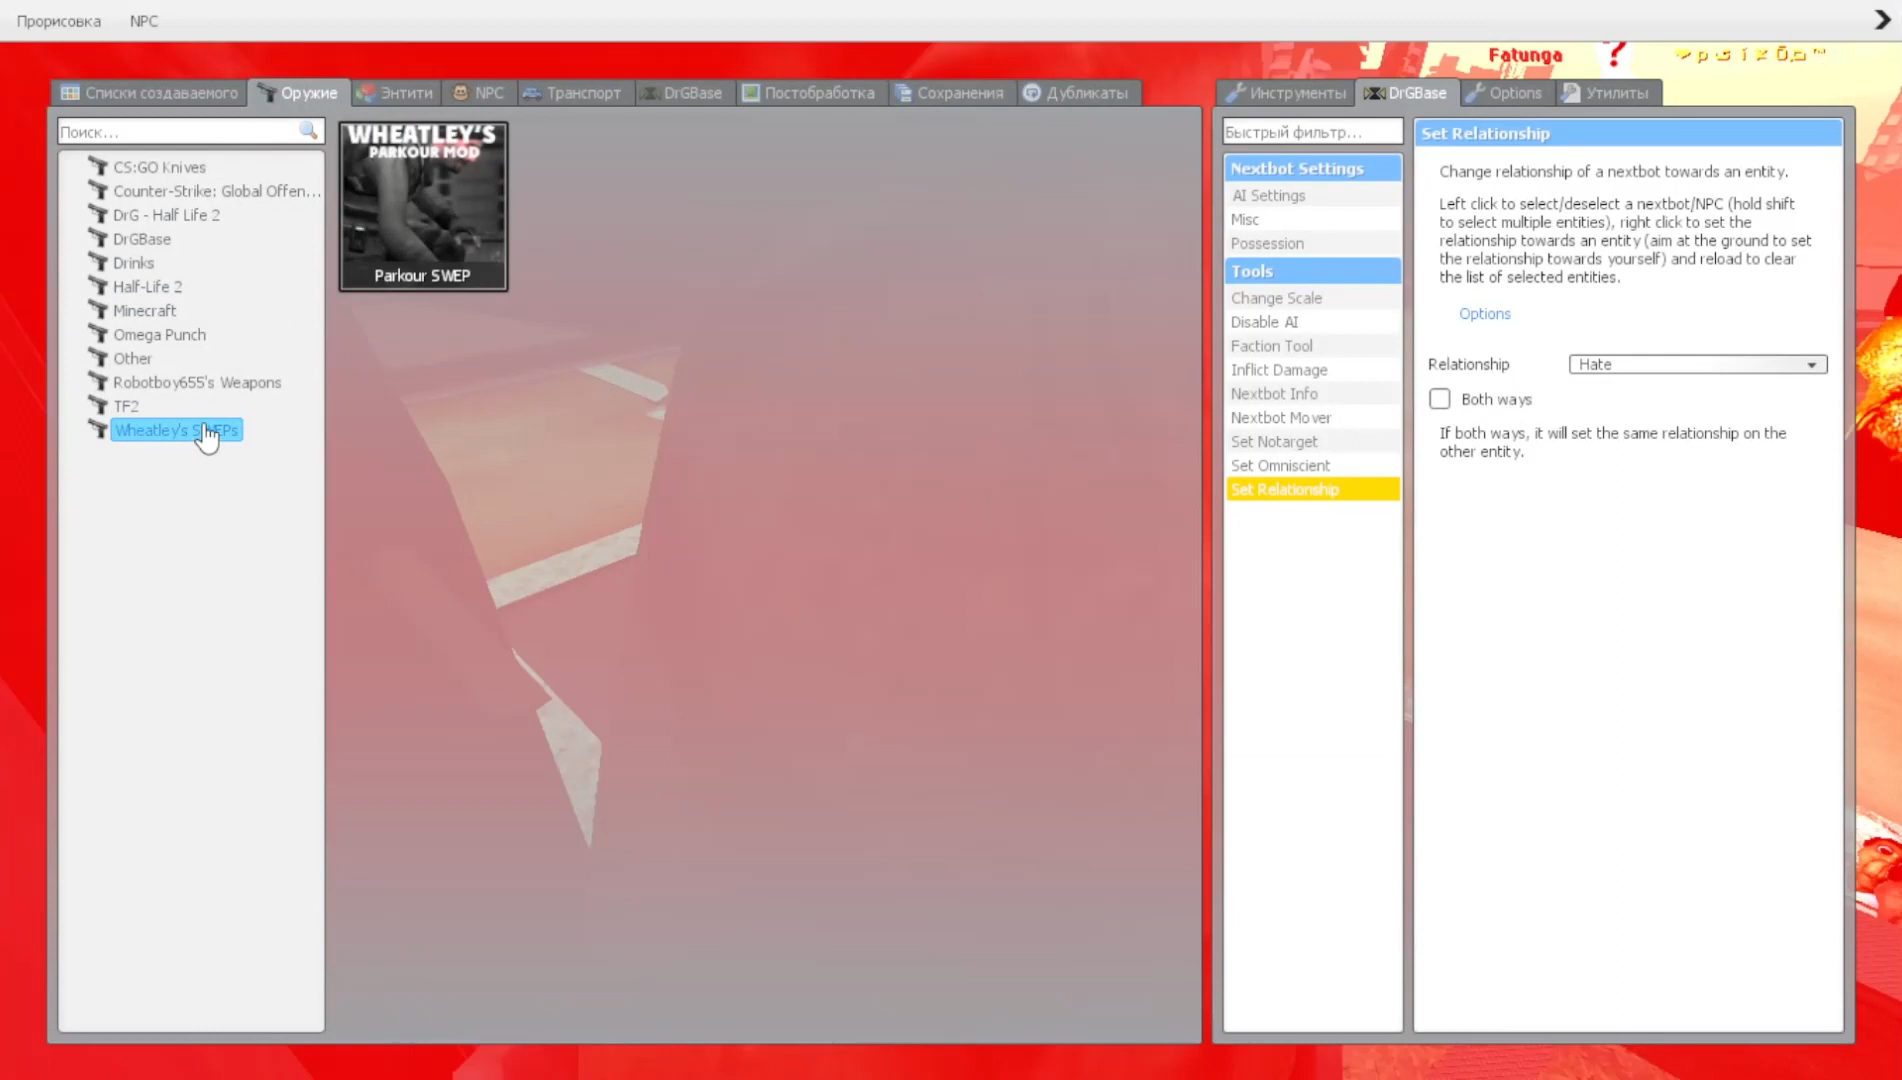 Прорисовка NPC
Fatunga ?
Списки создаваемого Оружие Энтити NPC Транспорт DrGBase Постобработка Сохранения Дубликаты
Инструменты DrGBase Options Утилиты
Поиск...
CS:GO Knives
Counter-Strike: Global Offen...
DrG - Half Life 2
DrGBase
Drinks
Half-Life 2
Minecraft
Omega Punch
Other
Robotboy655's Weapons
TF2
Wheatley's SWEPs
WHEATLEY'S
PARKOUR MOD
Parkour SWEP
Быстрый фильтр...
Nextbot Settings
AI Settings
Misc
Possession
Tools
Change Scale
Disable AI
Faction Tool
Inflict Damage
Nextbot Info
Nextbot Mover
Set Notarget
Set Omniscient
Set Relationship
Set Relationship
Change relationship of a nextbot towards an entity.
Left click to select/deselect a nextbot/NPC (hold shift
to select multiple entities), right click to set the
relationship towards an entity (aim at the ground to set
the relationship towards yourself) and reload to clear
the list of selected entities.
Options
Relationship Hate
Both ways
If both ways, it will set the same relationship on the
other entity.